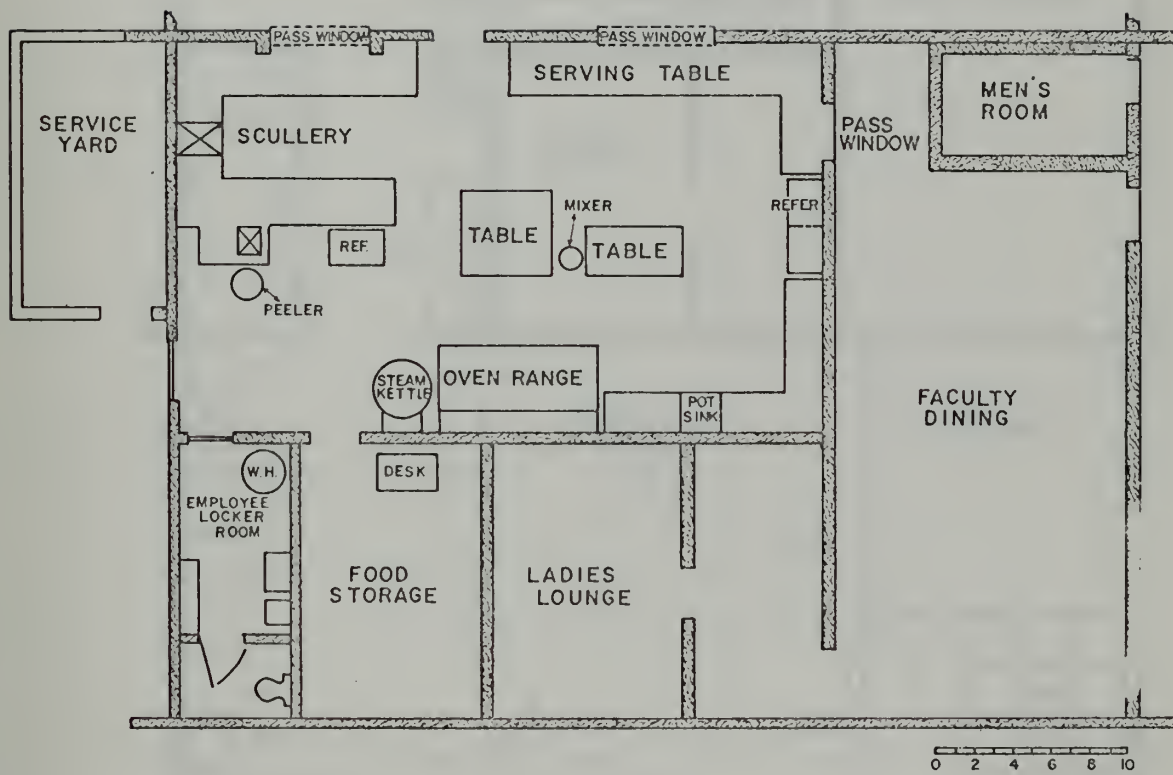 PASS WINDOW
PASS WINDOW
SERVING TABLE
MEN'S
ROOM
SERVICE
YARD
SCULLERY
PASS
WINDOW
REFER
MIXER
TABLE
TABLE
REF.
PEELER
STEAM
KETTLE
OVEN RANGE
POT
SINK
FACULTY
DINING
W.H.
DESK
EMPLOYEE
LOCKER
ROOM
FOOD
STORAGE
LADIES
LOUNGE
0 2 4 6 8 10